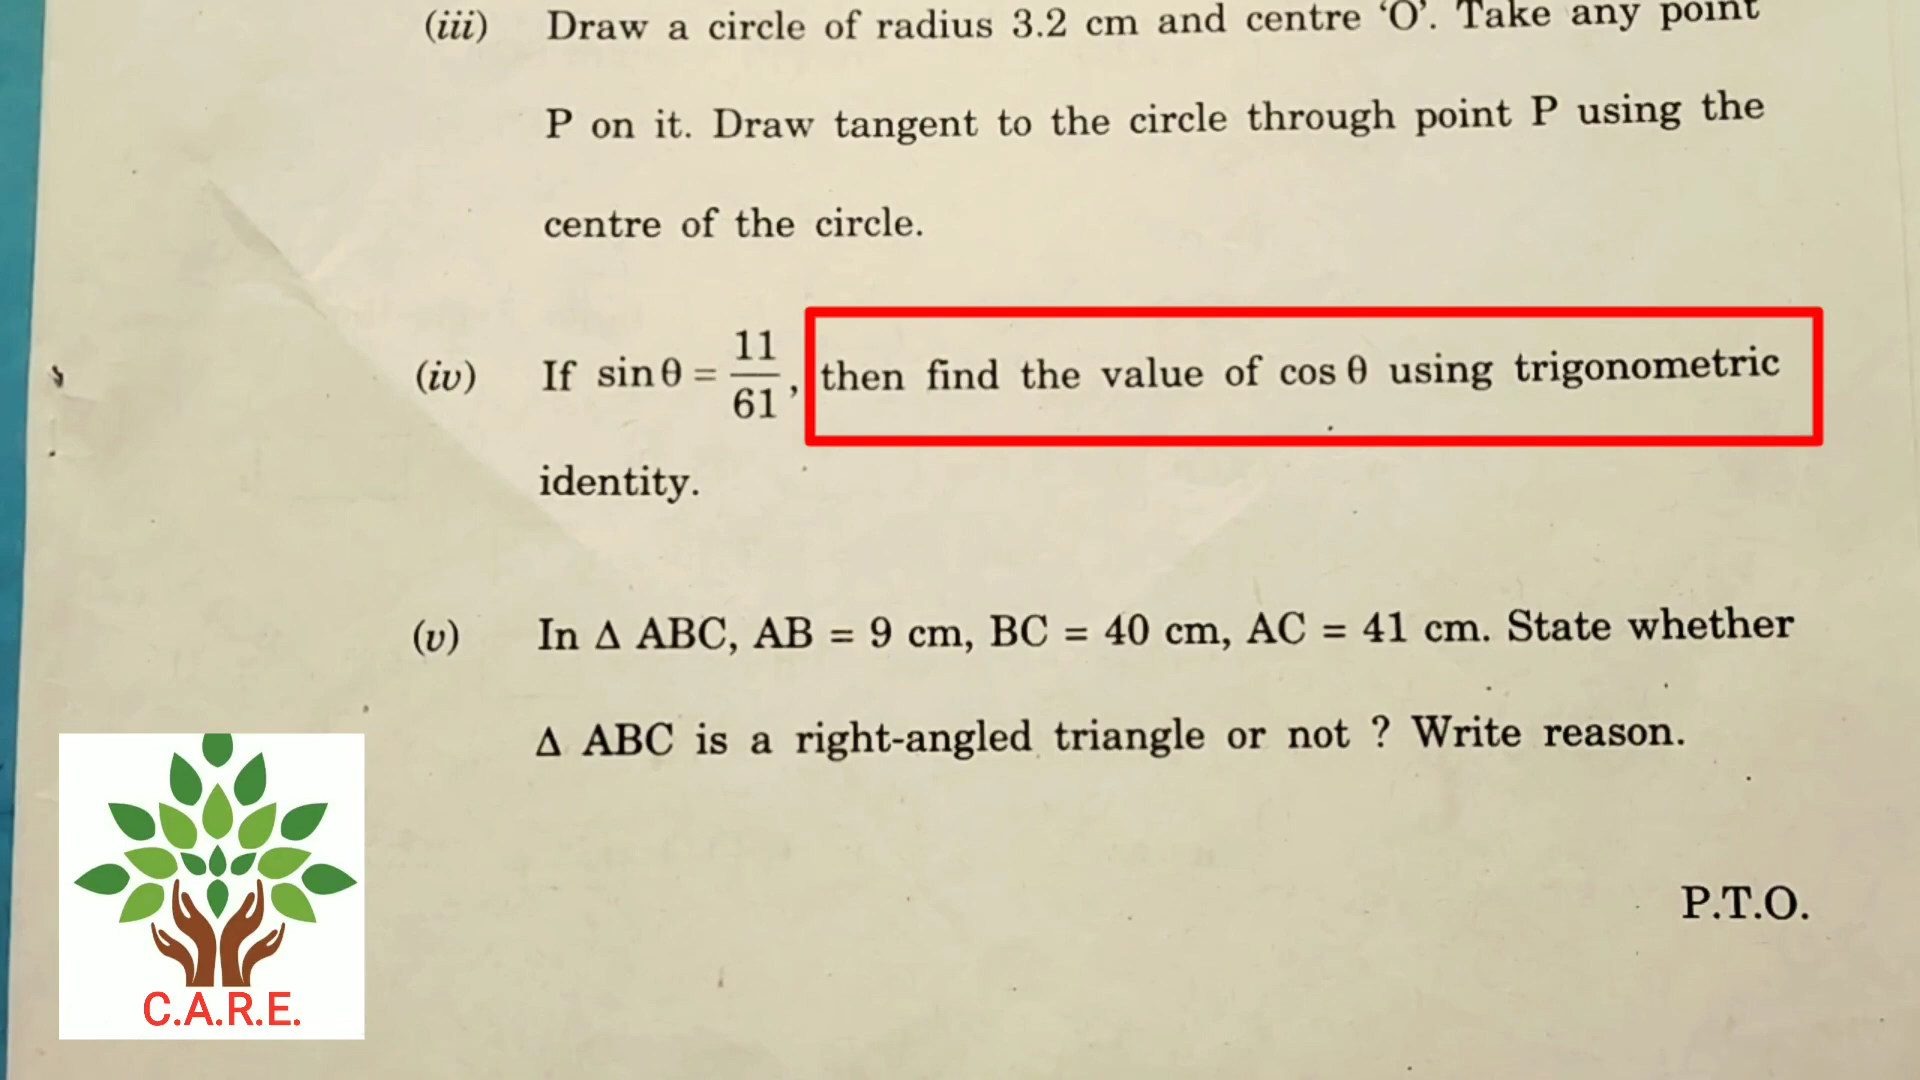 (iii) Draw a circle of radius 3.2 cm and centre ‘O’. Take any point
P on it. Draw tangent to the circle through point P using the
centre of the circle.
(iv) If sin θ = 11/61, then find the value of cos θ using trigonometric
identity.
(v) In Δ ABC, AB = 9 cm, BC = 40 cm, AC = 41 cm. State whether
Δ ABC is a right-angled triangle or not ? Write reason.
P.T.O.
C.A.R.E.